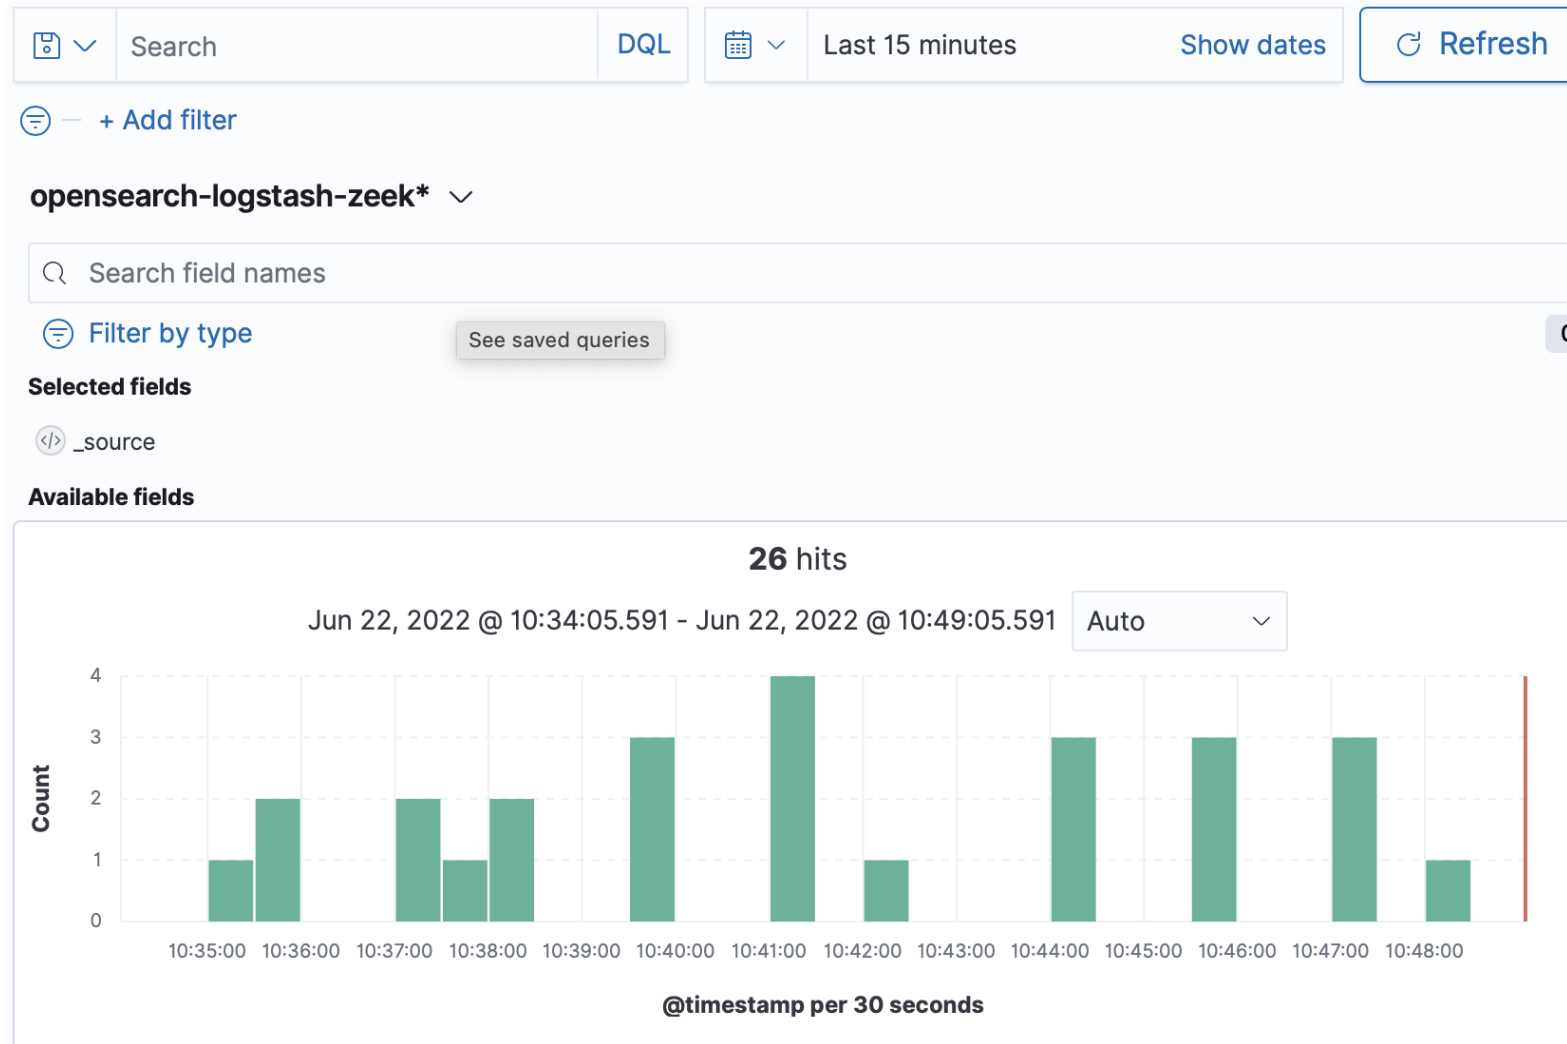 Search DQL Last 15 minutes Show dates Refresh
+ Add filter
opensearch-logstash-zeek*
Search field names
Filter by type
See saved queries
Selected fields
</> _source
Available fields
26 hits
Jun 22, 2022 @ 10:34:05.591 - Jun 22, 2022 @ 10:49:05.591 Auto
4
3
2
1
0
Count
10:35:00 10:36:00 10:37:00 10:38:00 10:39:00 10:40:00 10:41:00 10:42:00 10:43:00 10:44:00 10:45:00 10:46:00 10:47:00 10:48:00
@timestamp per 30 seconds